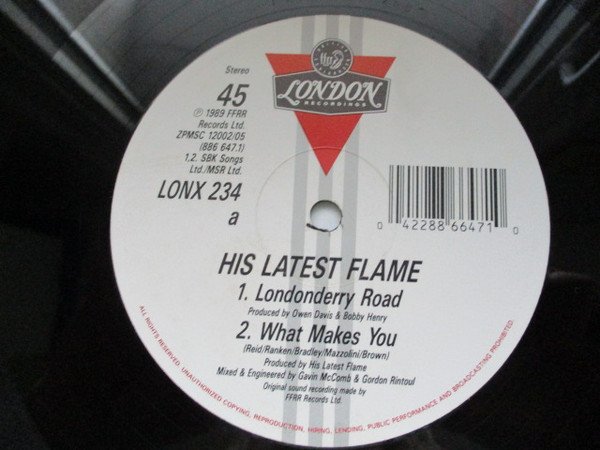 Stereo
45
LONDON
RECORDINGS
℗ 1989 FFRR
Records Ltd.
ZPMSC 12002/05
(886 647.1)
1,2. SBK Songs
Ltd./MSR Ltd.
LONX 234
a
0 42288 66471 0
HIS LATEST FLAME
1. Londonderry Road
Produced by Owen Davis & Bobby Henry
2. What Makes You
(Reid/Ranken/Bradley/Mazzolini/Brown)
Produced by His Latest Flame
Mixed & Engineered by Gavin McComb & Gordon Rintoul
Original sound recording made by
FFRR Records Ltd.
ALL RIGHTS RESERVED. UNAUTHORIZED COPYING, REPRODUCTION, HIRING, LENDING, PUBLIC PERFORMANCE AND BROADCASTING PROHIBITED.